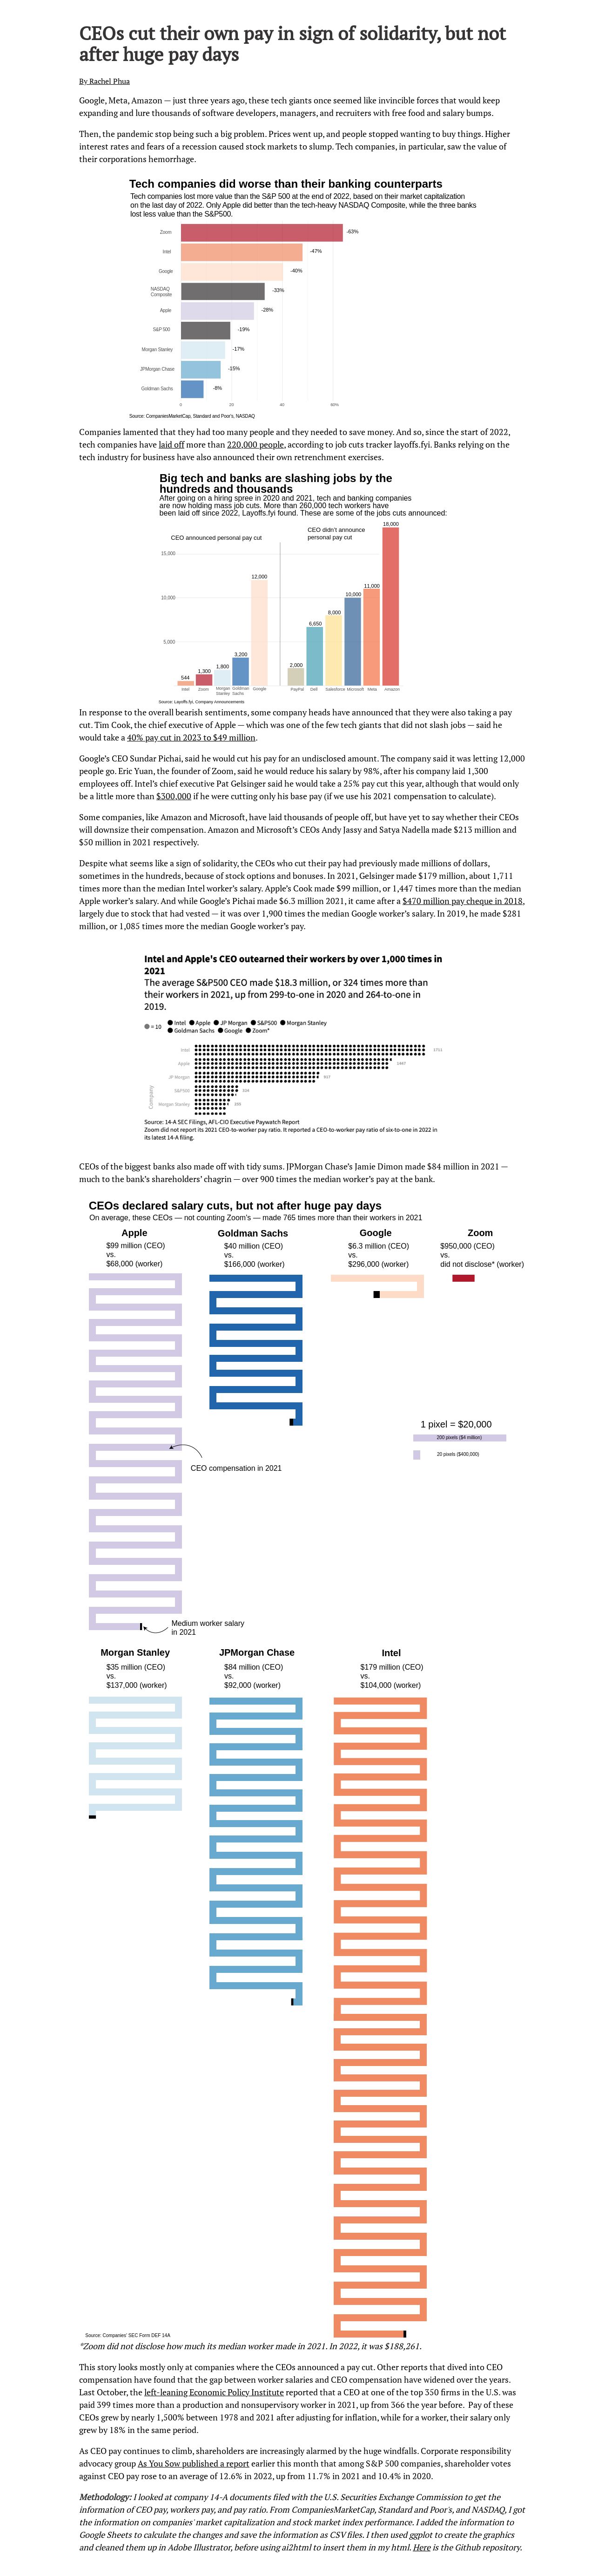 CEOs cut their own pay in sign of solidarity, but not
after huge pay days
By Rachel Phua
Google, Meta, Amazon — just three years ago, these tech giants once seemed like invincible forces that would keep
expanding and lure thousands of software developers, managers, and recruiters with free food and salary bumps.
Then, the pandemic stop being such a big problem. Prices went up, and people stopped wanting to buy things. Higher
interest rates and fears of a recession caused stock markets to slump. Tech companies, in particular, saw the value of
their corporations hemorrhage.
Tech companies did worse than their banking counterparts
Tech companies lost more value than the S&P 500 at the end of 2022, based on their market capitalization
on the last day of 2022. Only Apple did better than the tech-heavy NASDAQ Composite, while the three banks
lost less value than the S&P500.
Zoom -63%
Intel -47%
Google -40%
NASDAQ
Composite -33%
Apple -28%
S&P 500 -19%
Morgan Stanley -17%
JPMorgan Chase -15%
Goldman Sachs -8%
0 20 40 60%
Source: CompaniesMarketCap, Standard and Poor's, NASDAQ
Companies lamented that they had too many people and they needed to save money. And so, since the start of 2022,
tech companies have laid off more than 220,000 people, according to job cuts tracker layoffs.fyi. Banks relying on the
tech industry for business have also announced their own retrenchment exercises.
Big tech and banks are slashing jobs by the
hundreds and thousands
After going on a hiring spree in 2020 and 2021, tech and banking companies
are now holding mass job cuts. More than 260,000 tech workers have
been laid off since 2022, Layoffs.fyi found. These are some of the jobs cuts announced:
CEO announced personal pay cut
CEO didn't announce
personal pay cut
18,000
15,000
12,000
11,000
10,000
10,000
8,000
6,650
5,000
3,200
2,000
1,800
1,300
544
Intel Zoom Morgan Stanley Goldman Sachs Google PayPal Dell Salesforce Microsoft Meta Amazon
Source: Layoffs.fyi, Company Announcements
In response to the overall bearish sentiments, some company heads have announced that they were also taking a pay
cut. Tim Cook, the chief executive of Apple — which was one of the few tech giants that did not slash jobs — said he
would take a 40% pay cut in 2023 to $49 million.
Google's CEO Sundar Pichai, said he would cut his pay for an undisclosed amount. The company said it was letting 12,000
people go. Eric Yuan, the founder of Zoom, said he would reduce his salary by 98%, after his company laid 1,300
employees off. Intel's chief executive Pat Gelsinger said he would take a 25% pay cut this year, although that would only
be a little more than $300,000 if he were cutting only his base pay (if we use his 2021 compensation to calculate).
Some companies, like Amazon and Microsoft, have laid thousands of people off, but have yet to say whether their CEOs
will downsize their compensation. Amazon and Microsoft's CEOs Andy Jassy and Satya Nadella made $213 million and
$50 million in 2021 respectively.
Despite what seems like a sign of solidarity, the CEOs who cut their pay had previously made millions of dollars,
sometimes in the hundreds, because of stock options and bonuses. In 2021, Gelsinger made $179 million, about 1,711
times more than the median Intel worker's salary. Apple's Cook made $99 million, or 1,447 times more than the median
Apple worker's salary. And while Google's Pichai made $6.3 million 2021, it came after a $470 million pay cheque in 2018,
largely due to stock that had vested — it was over 1,900 times the median Google worker's salary. In 2019, he made $281
million, or 1,085 times more the median Google worker's pay.
Intel and Apple's CEO outearned their workers by over 1,000 times in
2021
The average S&P500 CEO made $18.3 million, or 324 times more than
their workers in 2021, up from 299-to-one in 2020 and 264-to-one in
2019.
= 10
Intel Apple JP Morgan S&P500 Morgan Stanley
Goldman Sachs Google Zoom*
Company
Intel 1711
Apple 1447
JP Morgan 917
S&P500 324
Morgan Stanley
Source: 14-A SEC Filings, AFL-CIO Executive Paywatch Report
Zoom did not report its 2021 CEO-to-worker pay ratio. It reported a CEO-to-worker pay ratio of six-to-one in 2022 in
its latest 14-A filing.
CEOs of the biggest banks also made off with tidy sums. JPMorgan Chase's Jamie Dimon made $84 million in 2021 —
much to the bank's shareholders' chagrin — over 900 times the median worker's pay at the bank.
CEOs declared salary cuts, but not after huge pay days
On average, these CEOs — not counting Zoom's — made 765 times more than their workers in 2021
Apple
$99 million (CEO)
vs.
$68,000 (worker)
Goldman Sachs
$40 million (CEO)
vs.
$166,000 (worker)
Google
$6.3 million (CEO)
vs.
$296,000 (worker)
Zoom
$950,000 (CEO)
vs.
did not disclose* (worker)
1 pixel = $20,000
200 pixels ($4 million)
20 pixels ($400,000)
CEO compensation in 2021
Medium worker salary
in 2021
Morgan Stanley
$35 million (CEO)
vs.
$137,000 (worker)
JPMorgan Chase
$84 million (CEO)
vs.
$92,000 (worker)
Intel
$179 million (CEO)
vs.
$104,000 (worker)
Source: Companies' SEC Form DEF 14A
*Zoom did not disclose how much its median worker made in 2021. In 2022, it was $188,261.
This story looks mostly only at companies where the CEOs announced a pay cut. Other reports that dived into CEO
compensation have found that the gap between worker salaries and CEO compensation have widened over the years.
Last October, the left-leaning Economic Policy Institute reported that a CEO at one of the top 350 firms in the U.S. was
paid 399 times more than a production and nonsupervisory worker in 2021, up from 366 the year before. Pay of these
CEOs grew by nearly 1,500% between 1978 and 2021 after adjusting for inflation, while for a worker, their salary only
grew by 18% in the same period.
As CEO pay continues to climb, shareholders are increasingly alarmed by the huge windfalls. Corporate responsibility
advocacy group As You Sow published a report earlier this month that among S&P 500 companies, shareholder votes
against CEO pay rose to an average of 12.6% in 2022, up from 11.7% in 2021 and 10.4% in 2020.
Methodology: I looked at company 14-A documents filed with the U.S. Securities Exchange Commission to get the
information of CEO pay, workers pay, and pay ratio. From CompaniesMarketCap, Standard and Poor's, and NASDAQ, I got
the information on companies' market capitalization and stock market index performance. I added the information to
Google Sheets to calculate the changes and save the information as CSV files. I then used ggplot to create the graphics
and cleaned them up in Adobe Illustrator, before using ai2html to insert them in my html. Here is the Github repository.